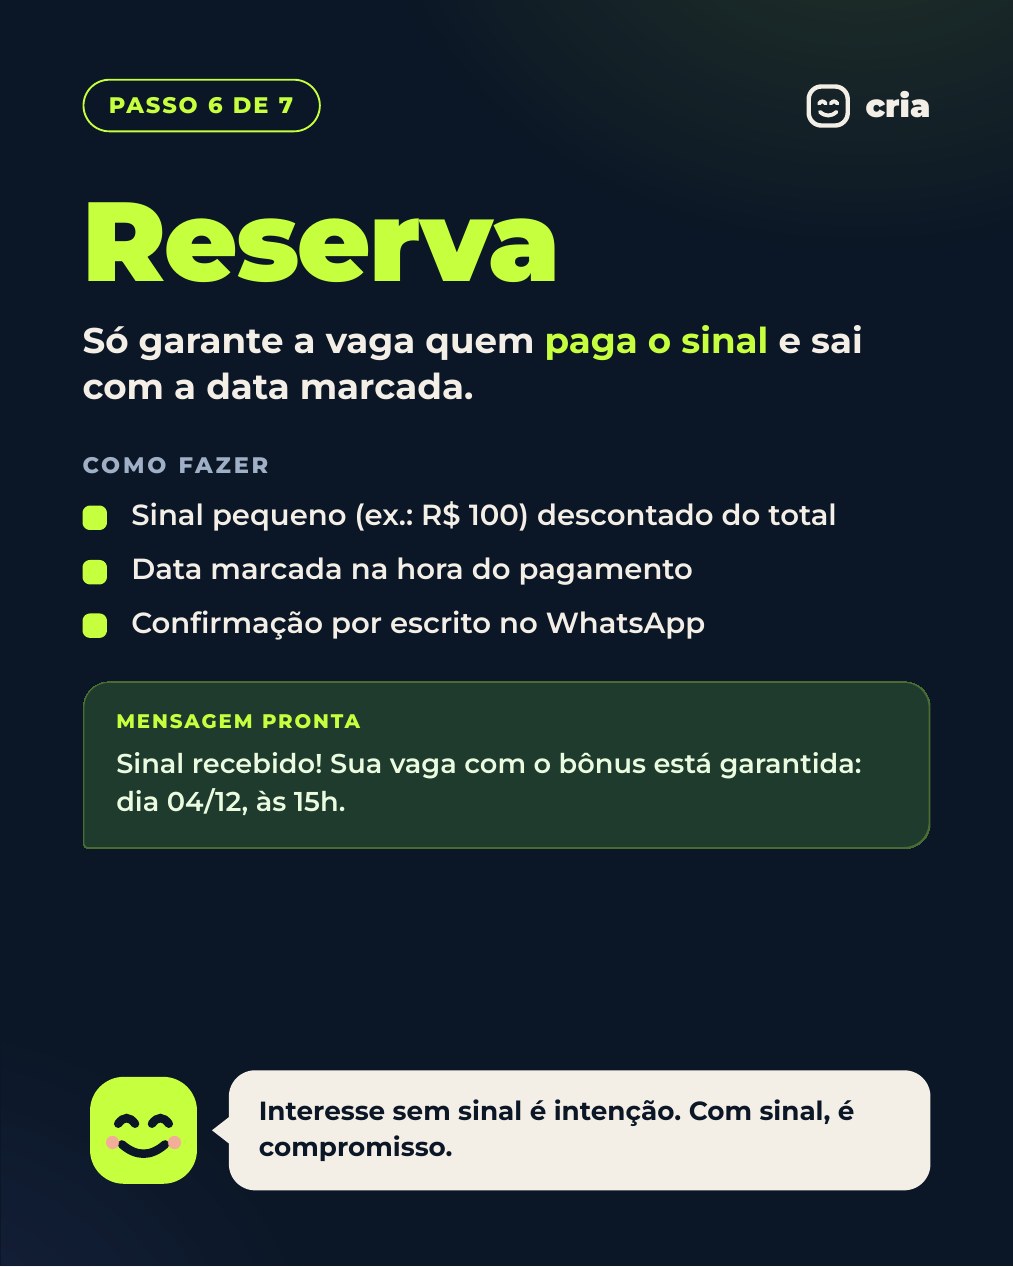 PASSO 6 DE 7
cria
Reserva
Só garante a vaga quem paga o sinal e sai
com a data marcada.
COMO FAZER
Sinal pequeno (ex.: R$ 100) descontado do total
Data marcada na hora do pagamento
Confirmação por escrito no WhatsApp
MENSAGEM PRONTA
Sinal recebido! Sua vaga com o bônus está garantida:
dia 04/12, às 15h.
Interesse sem sinal é intenção. Com sinal, é
compromisso.